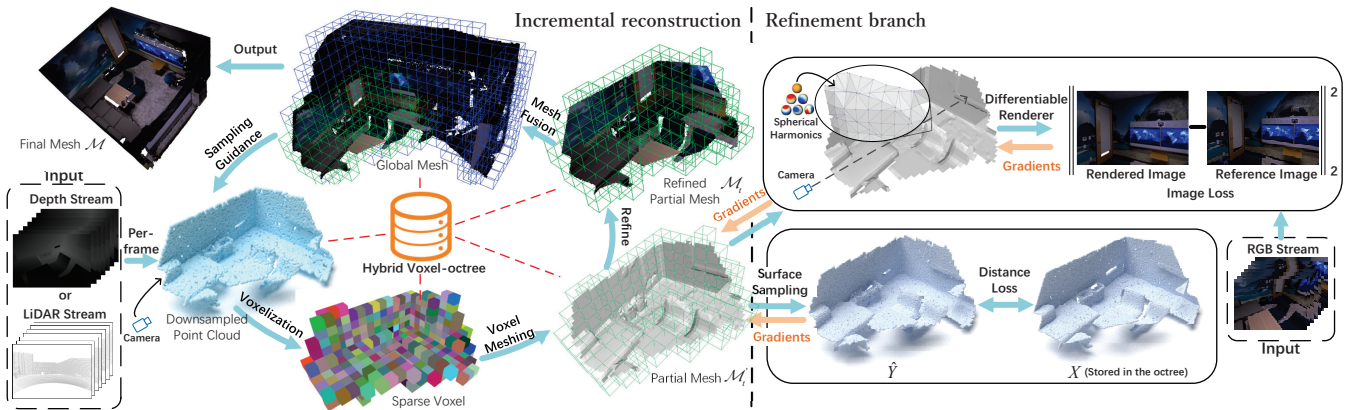 Incremental reconstruction
Refinement branch
Output
Final Mesh ℳ
Sampling
Guidance
Global Mesh
Mesh
Fusion
Refined
Partial Mesh
ℳₜ
Input
Depth Stream
Per-
frame
or
LiDAR Stream
Camera
Downsampled
Point Cloud
Voxelization
Hybrid Voxel-octree
Sparse Voxel
Voxel
Meshing
Refine
Partial Mesh ℳₜ′
Gradients
Spherical
Harmonics
Camera
Differentiable
Renderer
Gradients
Rendered Image
Reference Image
Image Loss
2
2
Surface
Sampling
Gradients
Distance
Loss
Ŷ
X (Stored in the octree)
RGB Stream
Input